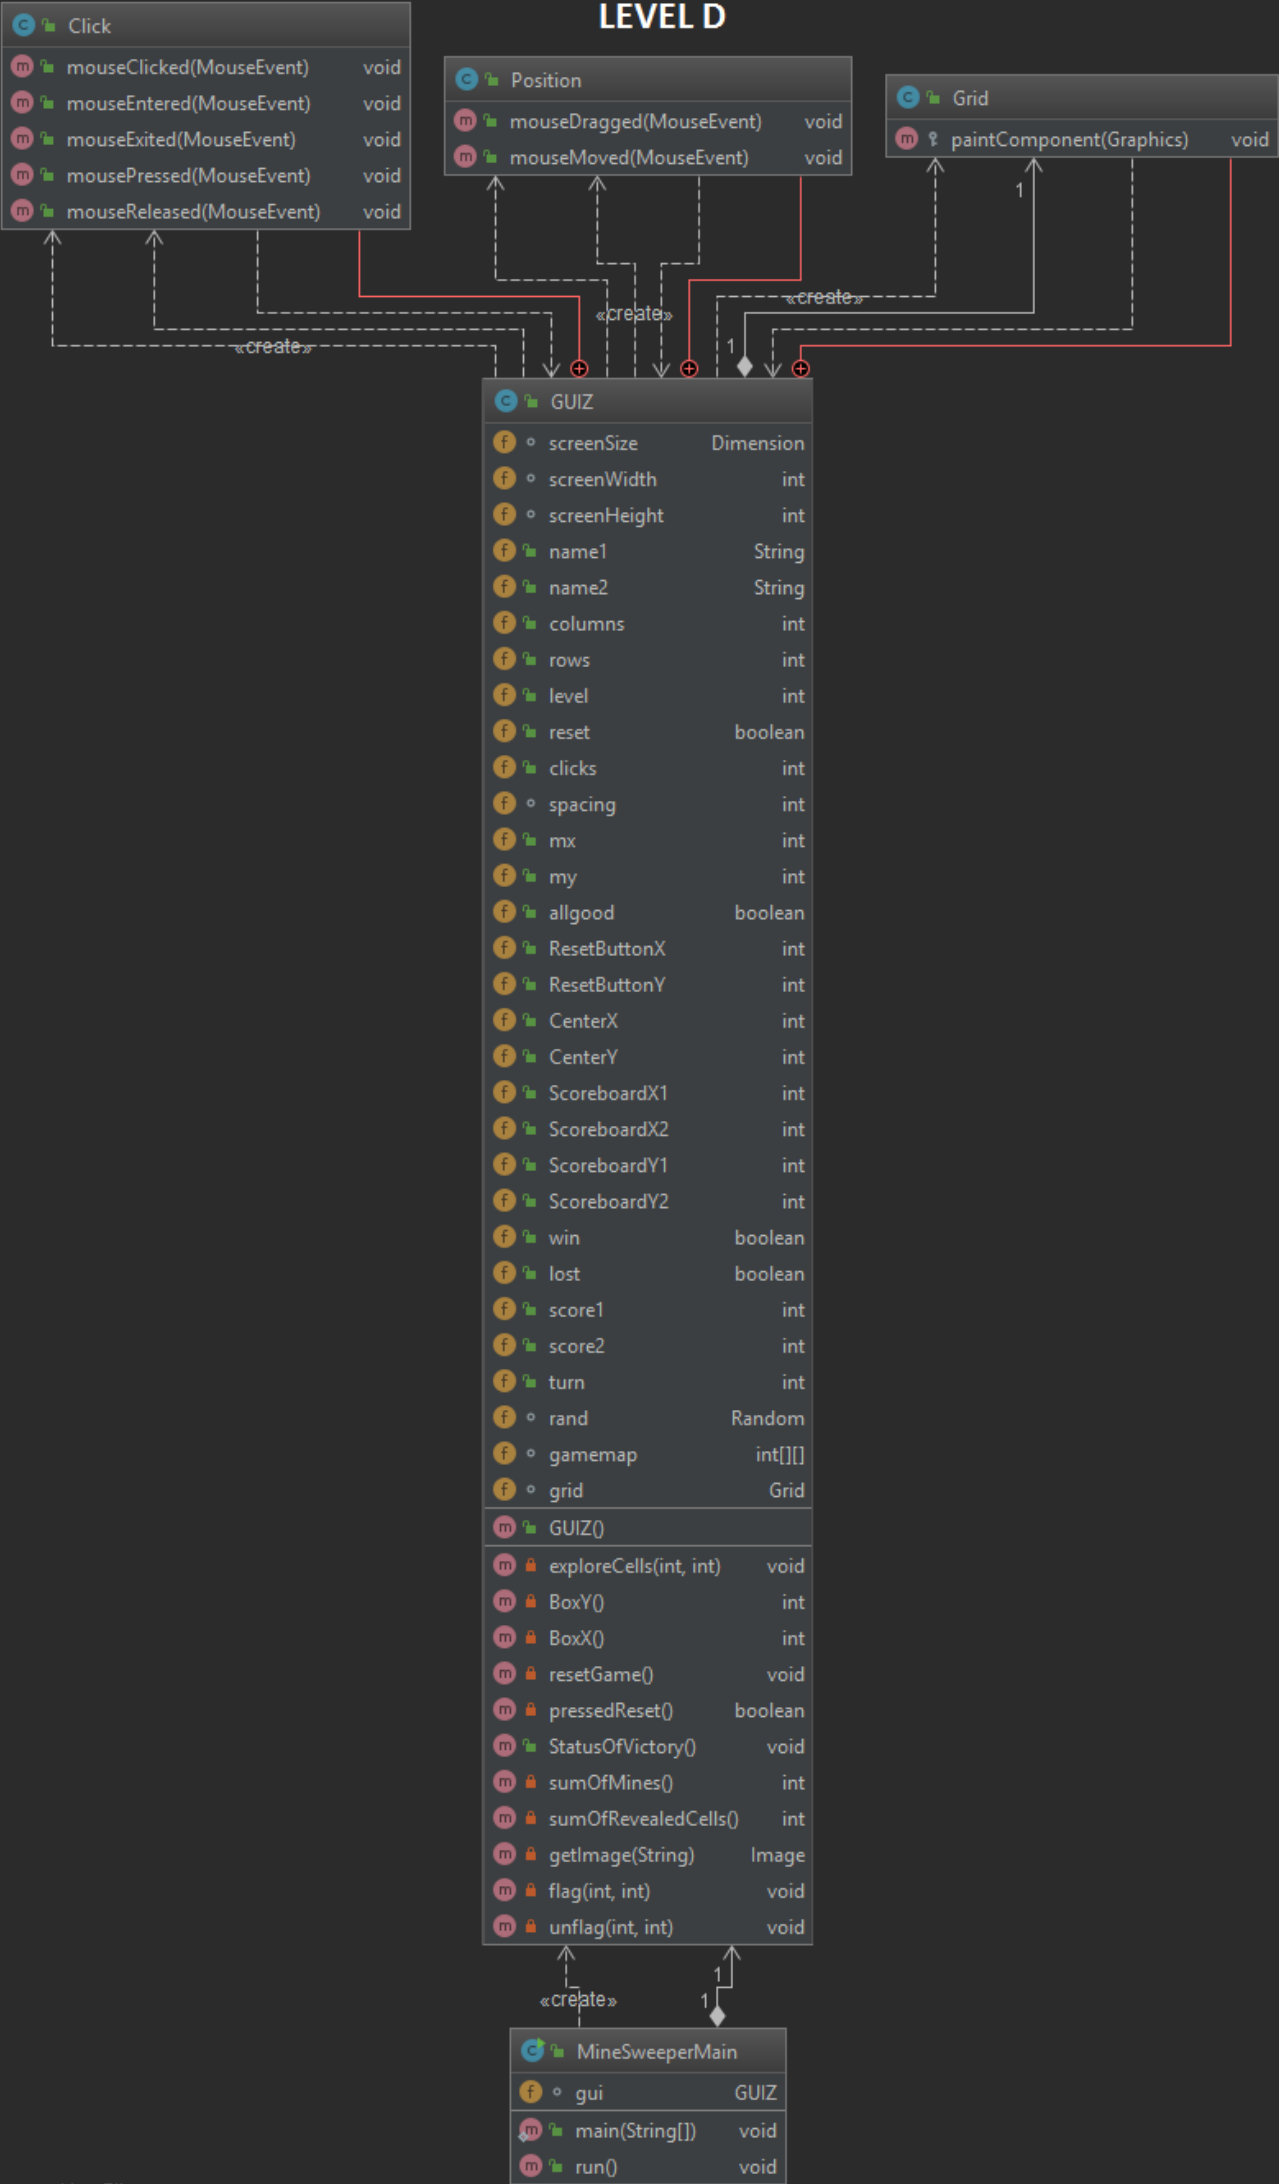 LEVEL D
Click
mouseClicked(MouseEvent) void
mouseEntered(MouseEvent) void
mouseExited(MouseEvent) void
mousePressed(MouseEvent) void
mouseReleased(MouseEvent) void
Position
mouseDragged(MouseEvent) void
mouseMoved(MouseEvent) void
Grid
paintComponent(Graphics) void
1
«create»
«create»
1
«create»
GUIZ
screenSize Dimension
screenWidth int
screenHeight int
name1 String
name2 String
columns int
rows int
level int
reset boolean
clicks int
spacing int
mx int
my int
allgood boolean
ResetButtonX int
ResetButtonY int
CenterX int
CenterY int
ScoreboardX1 int
ScoreboardX2 int
ScoreboardY1 int
ScoreboardY2 int
win boolean
lost boolean
score1 int
score2 int
turn int
rand Random
gamemap int[][]
grid Grid
GUIZ()
exploreCells(int, int) void
BoxY() int
BoxX() int
resetGame() void
pressedReset() boolean
StatusOfVictory() void
sumOfMines() int
sumOfRevealedCells() int
getImage(String) Image
flag(int, int) void
unflag(int, int) void
1
«create» 1
MineSweeperMain
gui GUIZ
main(String[]) void
run() void